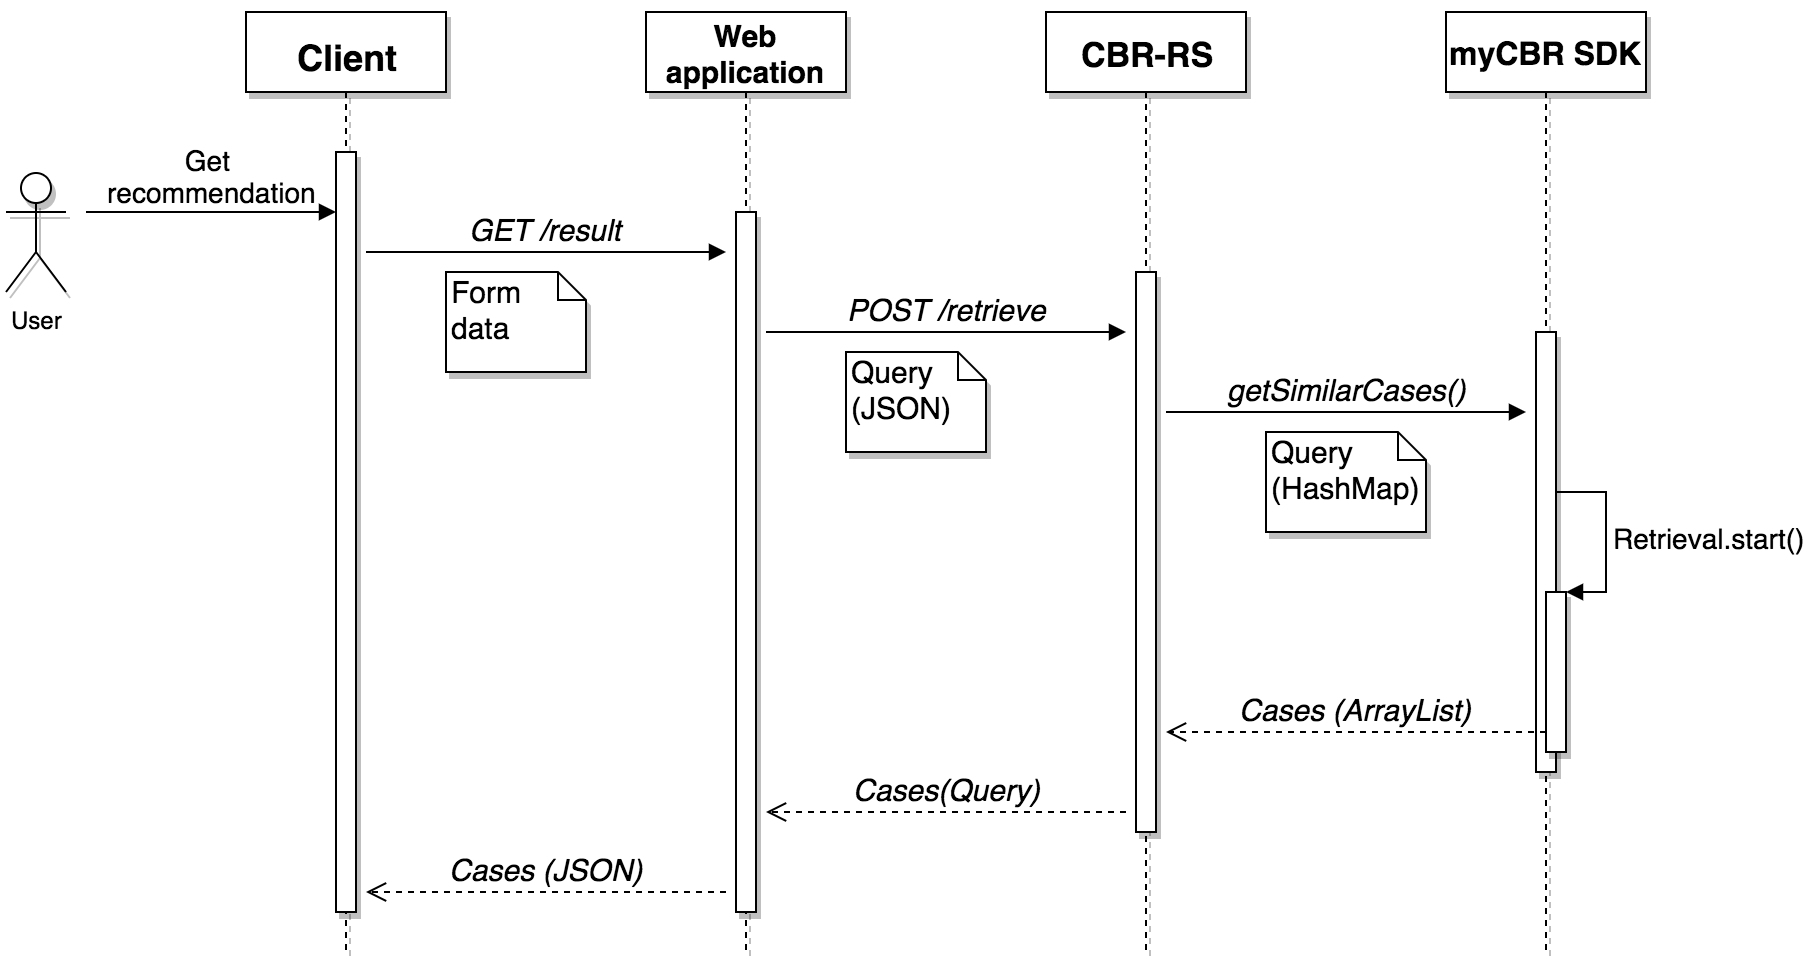 Client
Web
application
CBR-RS
myCBR SDK
Get
recommendation
User
GET /result
Form
data
POST /retrieve
Query
(JSON)
getSimilarCases()
Query
(HashMap)
Retrieval.start()
Cases (ArrayList)
Cases(Query)
Cases (JSON)